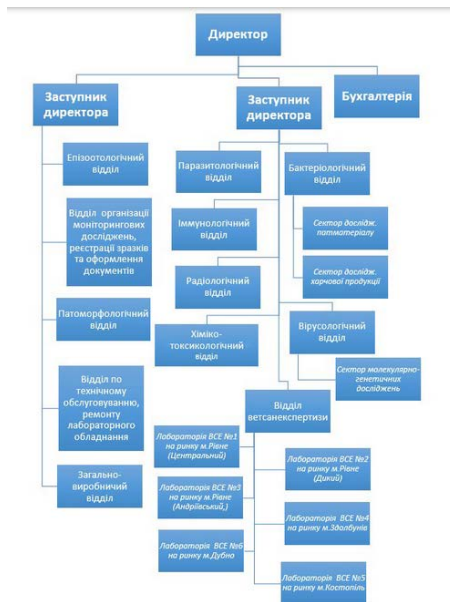 Директор
Заступник
директора
Заступник
директора
Бухгалтерія
Епізоотологічний
відділ
Відділ організації
моніторингових
досліджень,
реєстрації зразків
та оформлення
документів
Патоморфологічний
відділ
Відділ по
технічному
обслуговуванню,
ремонту
лабораторного
обладнання
Загально-
виробничий
відділ
Паразитологічний
відділ
Бактеріологічний
відділ
Іммунологічний
відділ
Сектор дослідж.
патматеріалу
Радіологічний
відділ
Сектор дослідж.
харчової продукції
Хіміко-
токсикологічний
відділ
Вірусологічний
відділ
Сектор молекулярно-
генетичних
досліджень
Відділ
ветсанекспертизи
Лабораторія ВСЕ №1
на ринку м.Рівне
(Центральний)
Лабораторія ВСЕ №2
на ринку м.Рівне
(Дикий)
Лабораторія ВСЕ №3
на ринку м.Рівне
(Андріївський,)
Лабораторія ВСЕ №4
на ринку м.Здолбунів
Лабораторія ВСЕ №6
на ринку м.Дубно
Лабораторія ВСЕ №5
на ринку м.Костопіль